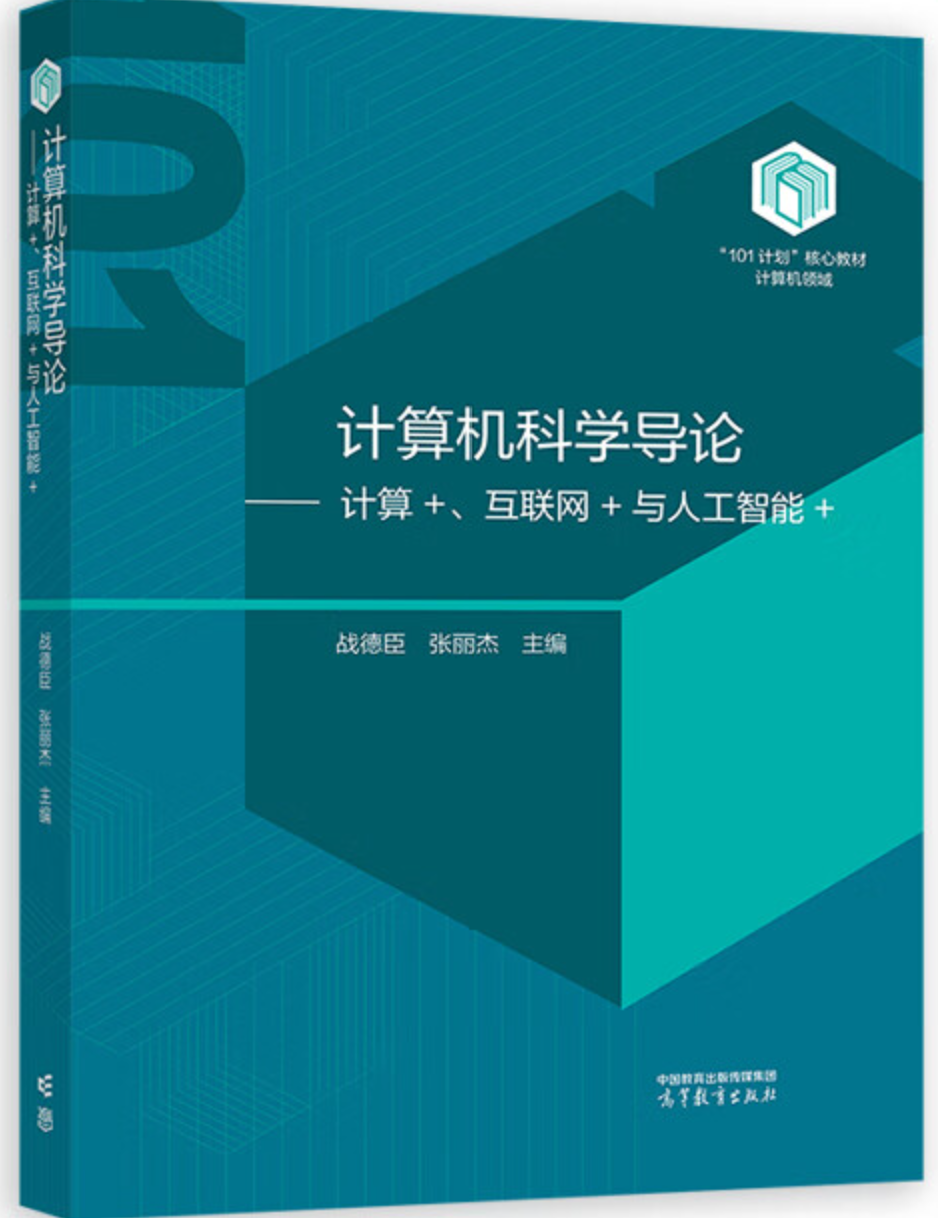 101
计算机科学导论
——计算+、互联网+与人工智能+
战德臣 张丽杰 主编
“101计划”核心教材
计算机领域
计算机科学导论
—— 计算+、互联网+与人工智能+
战德臣 张丽杰 主编
中国教育出版传媒集团
高等教育出版社